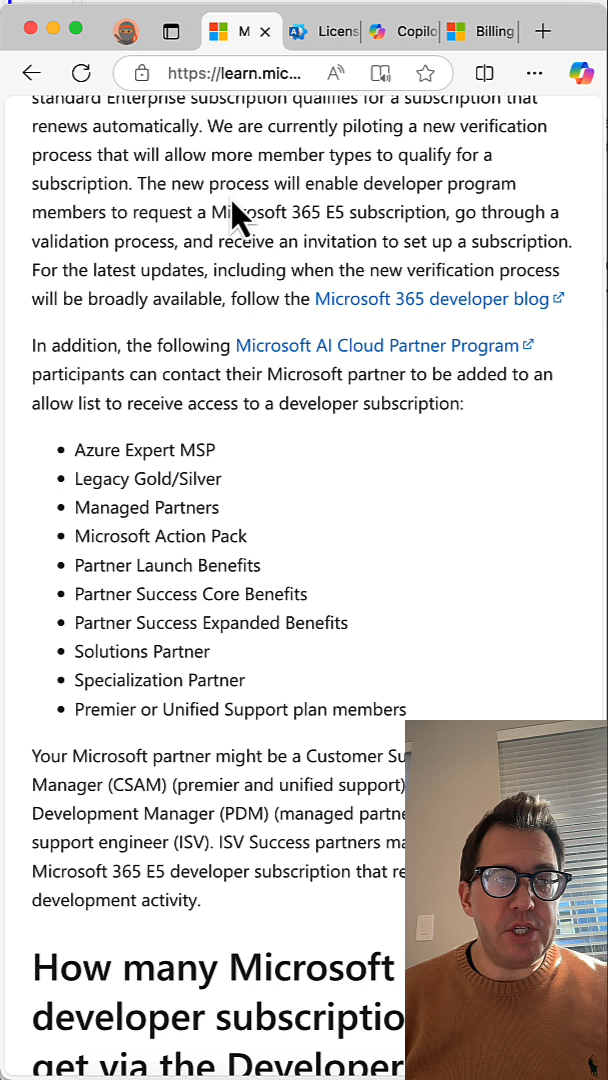 M
Licens
Copilo
Billing
https://learn.mic...
standard Enterprise subscription qualifies for a subscription that
renews automatically. We are currently piloting a new verification
process that will allow more member types to qualify for a
subscription. The new process will enable developer program
members to request a Microsoft 365 E5 subscription, go through a
validation process, and receive an invitation to set up a subscription.
For the latest updates, including when the new verification process
will be broadly available, follow the Microsoft 365 developer blog
In addition, the following Microsoft AI Cloud Partner Program
participants can contact their Microsoft partner to be added to an
allow list to receive access to a developer subscription:
• Azure Expert MSP
• Legacy Gold/Silver
• Managed Partners
• Microsoft Action Pack
• Partner Launch Benefits
• Partner Success Core Benefits
• Partner Success Expanded Benefits
• Solutions Partner
• Specialization Partner
• Premier or Unified Support plan members
Your Microsoft partner might be a Customer Su
Manager (CSAM) (premier and unified support)
Development Manager (PDM) (managed partne
support engineer (ISV). ISV Success partners ma
Microsoft 365 E5 developer subscription that re
development activity.
How many Microsoft
developer subscriptio
get via the Developer